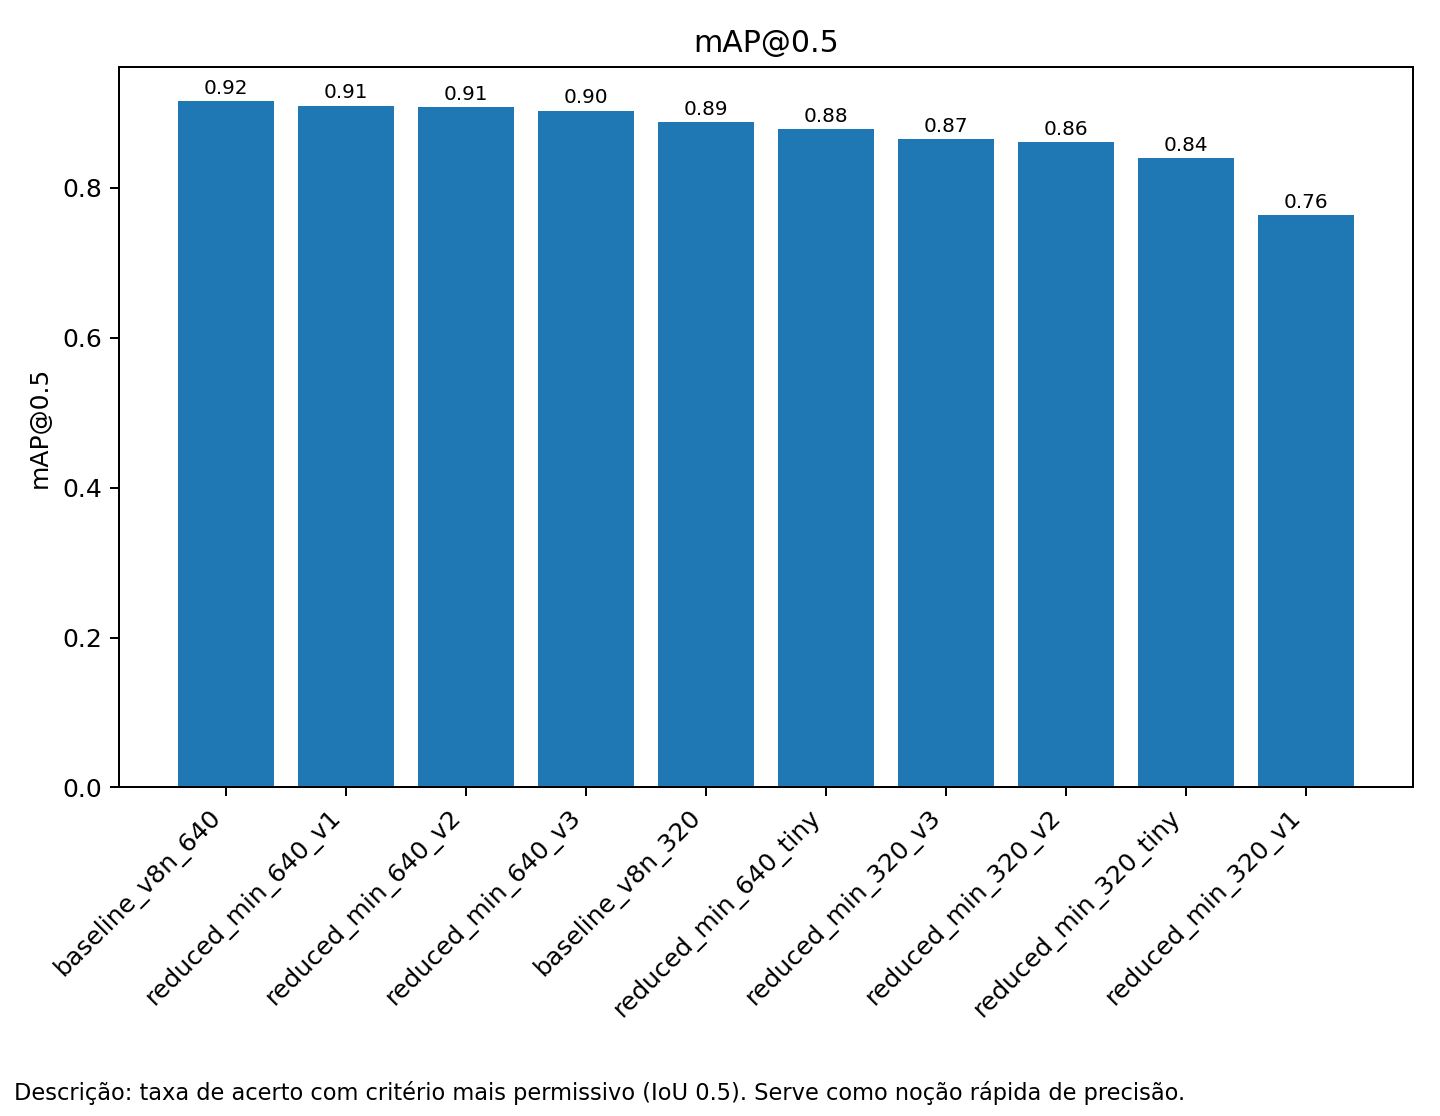 mAP@0.5
0.92
0.91
0.91
0.90
0.89
0.88
0.87
0.86
0.84
0.76
mAP@0.5
0.8
0.6
0.4
0.2
0.0
baseline_v8n_640
reduced_min_640_v1
reduced_min_640_v2
reduced_min_640_v3
baseline_v8n_320
reduced_min_640_tiny
reduced_min_320_v3
reduced_min_320_v2
reduced_min_320_tiny
reduced_min_320_v1
Descrição: taxa de acerto com critério mais permissivo (IoU 0.5). Serve como noção rápida de precisão.